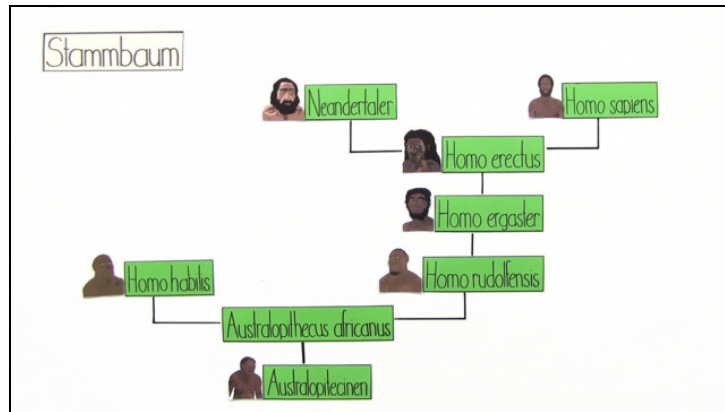 Stammbaum
Neandertaler
Homo sapiens
Homo erectus
Homo ergaster
Homo habilis
Homo rudolfensis
Australopithecus africanus
Australopitecinen